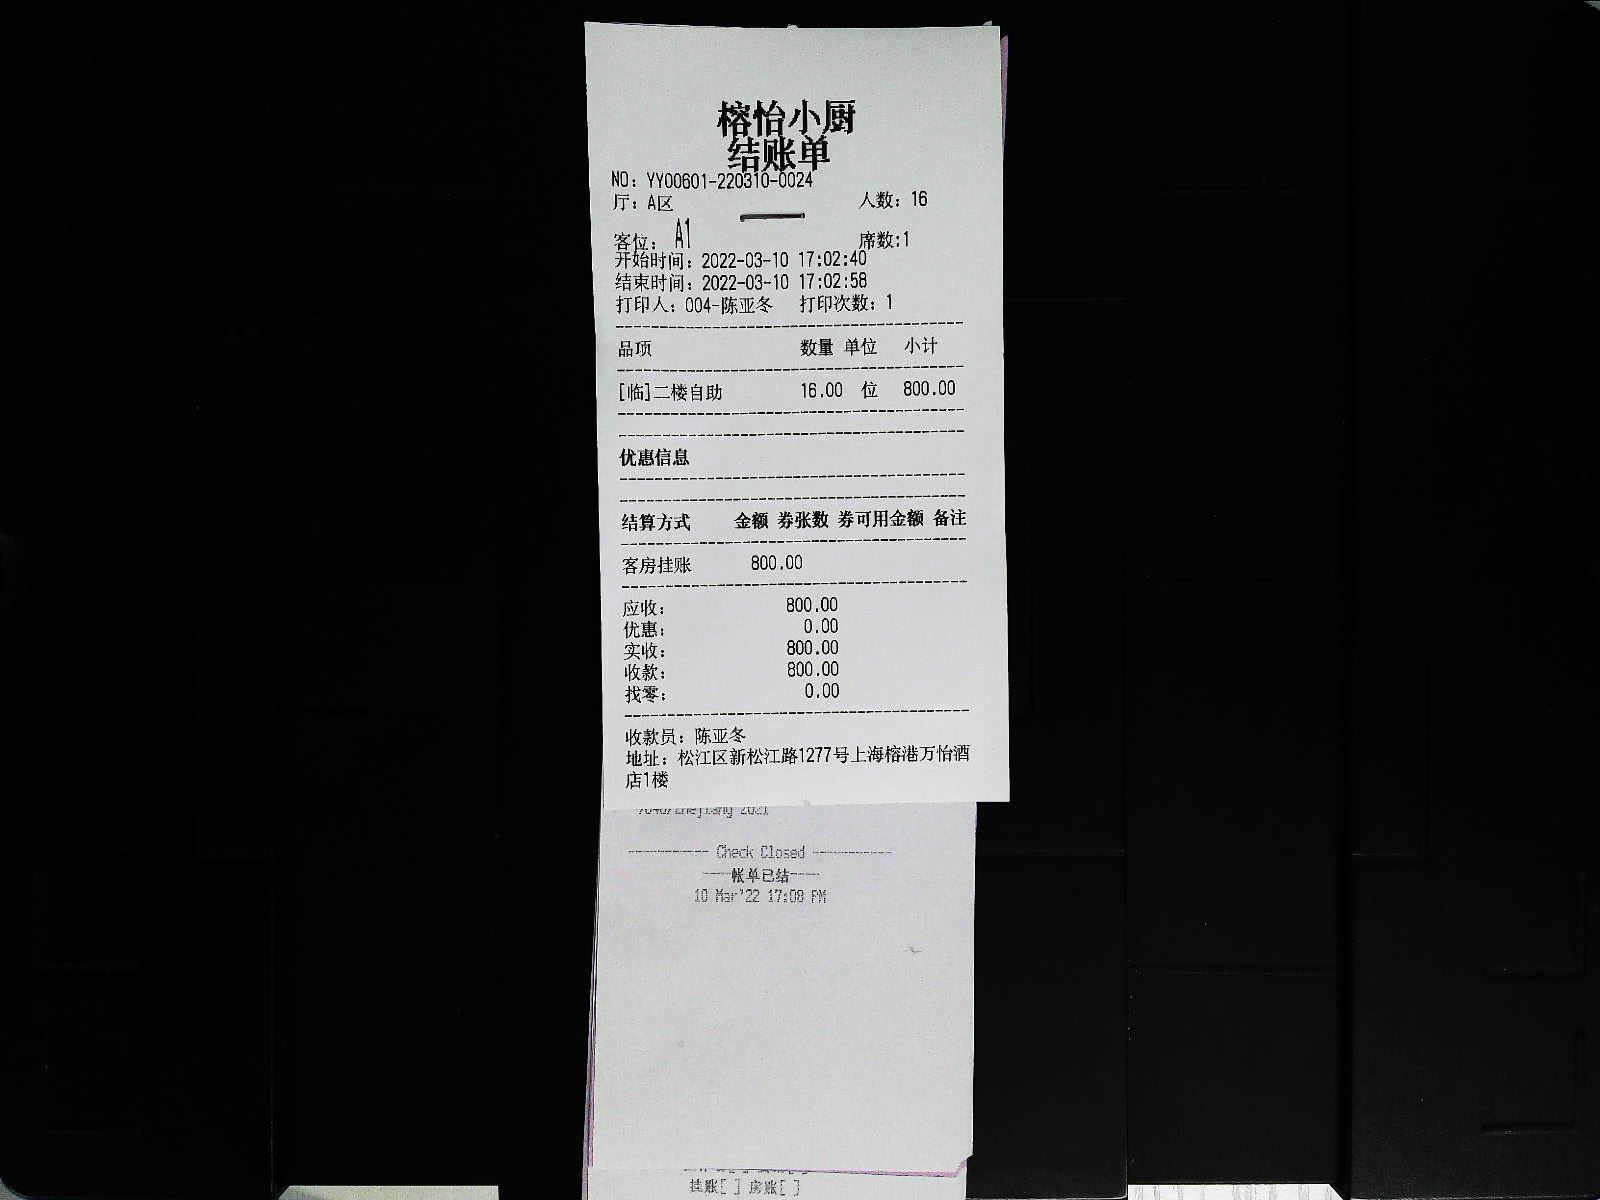 榕怡小厨
结账单
NO: YY00601-220310-0024
厅: A区 人数: 16
客位: A1 席数:1
开始时间: 2022-03-10 17:02:40
结束时间: 2022-03-10 17:02:58
打印人: 004-陈亚冬 打印次数: 1
品项 数量 单位 小计
[临]二楼自助 16.00 位 800.00
优惠信息
结算方式 金额 券张数 券可用金额 备注
客房挂账 800.00
应收: 800.00
优惠: 0.00
实收: 800.00
收款: 800.00
找零: 0.00
收款员: 陈亚冬
地址: 松江区新松江路1277号上海榕港万怡酒
店1楼
Check Closed
帐单已结
10 Mar'22 17:08 PM
挂账[ ] 房账[ ]